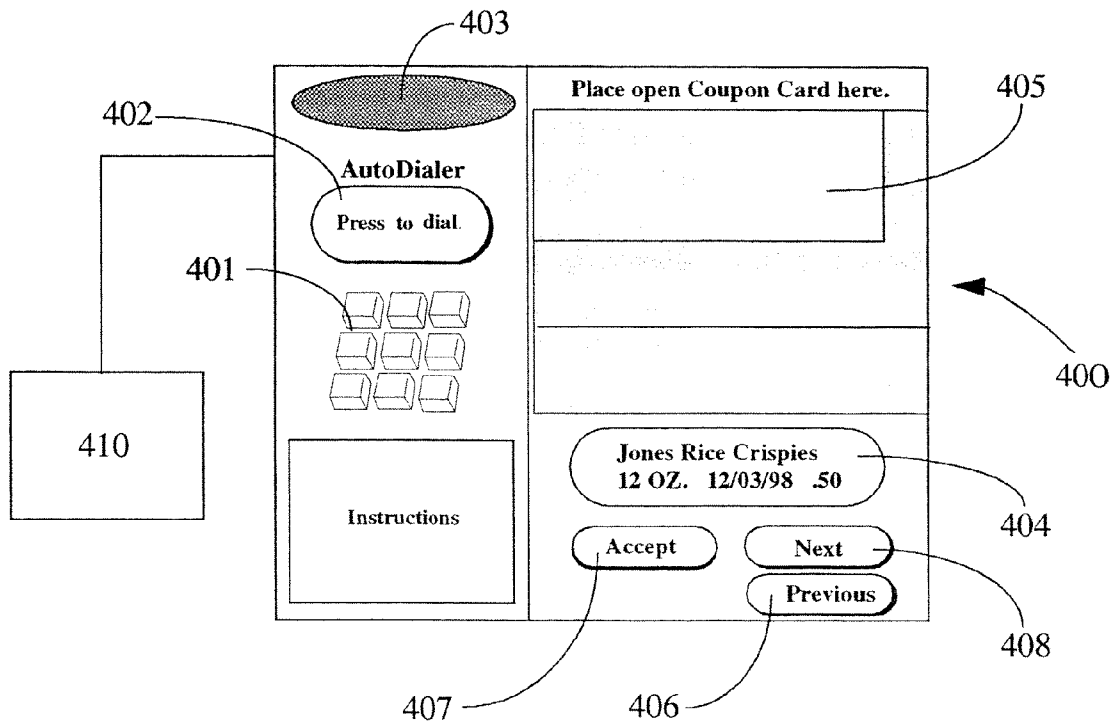 403
Place open Coupon Card here.
405
402
AutoDialer
Press to dial.
401
400
410
Jones Rice Crispies
12 OZ. 12/03/98 .50
404
Instructions
Accept
Next
Previous
408
407
406